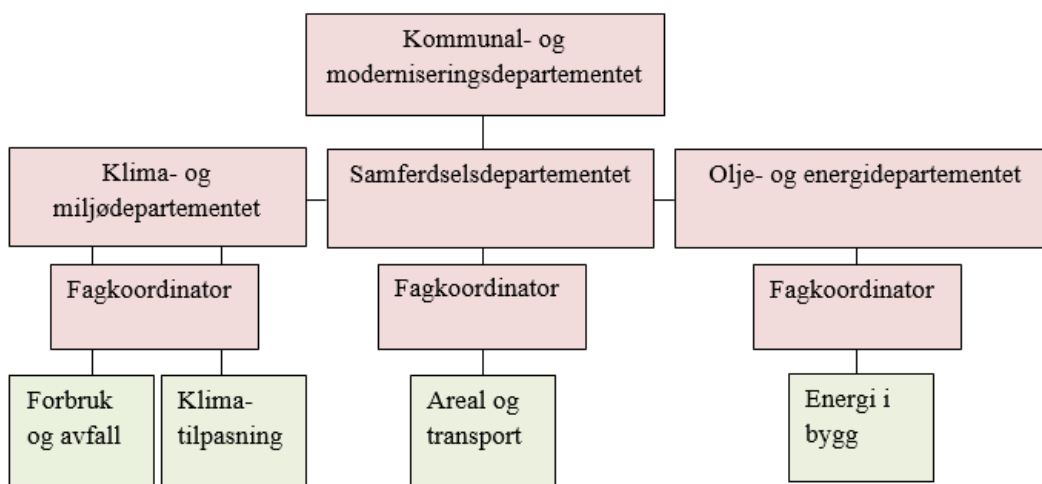 Kommunal- og
moderniseringsdepartementet
Klima- og
miljødepartementet
Samferdselsdepartementet
Olje- og energidepartementet
Fagkoordinator
Fagkoordinator
Fagkoordinator
Forbruk
og avfall
Klima-
tilpasning
Areal og
transport
Energi i
bygg